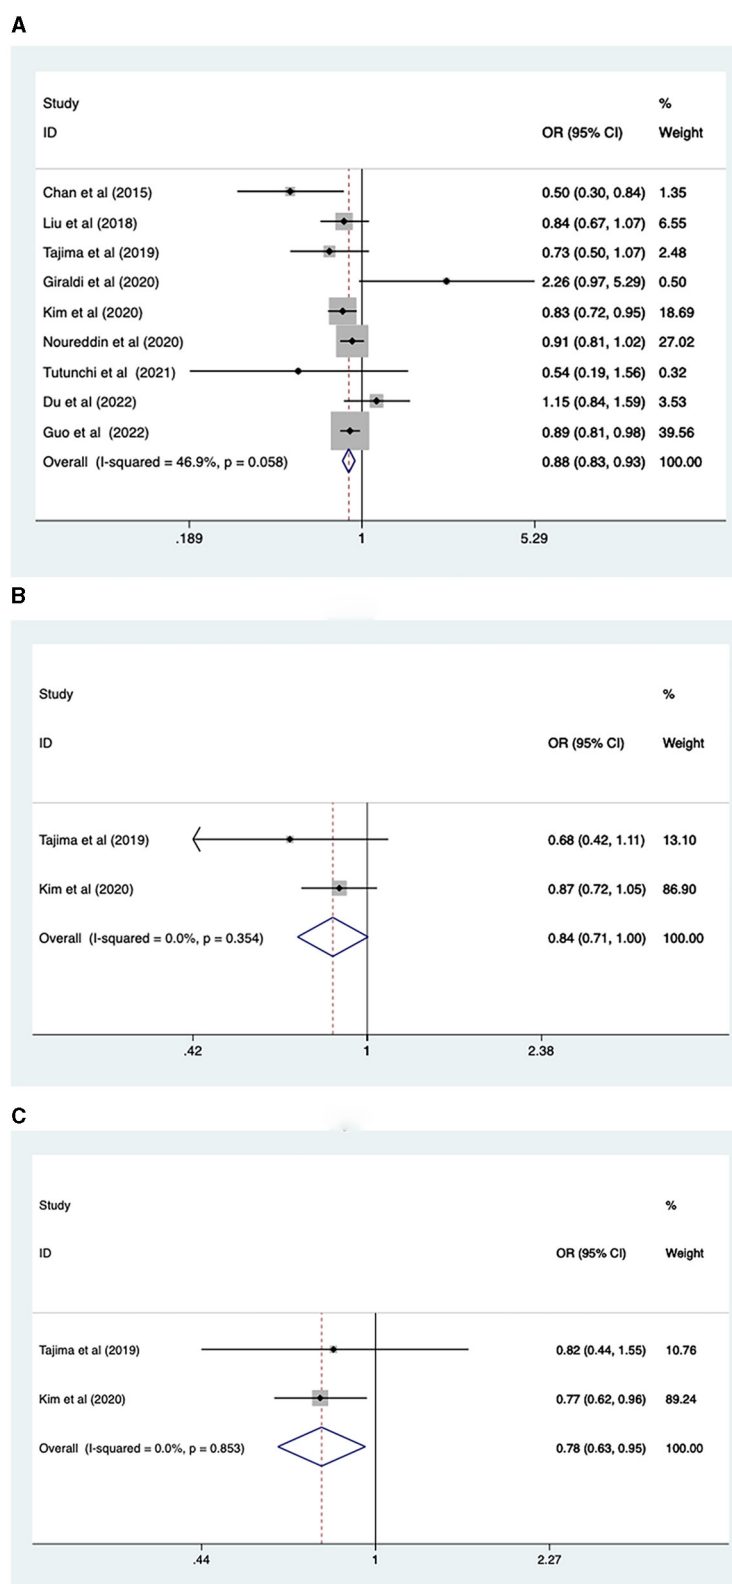 A
Study %
ID OR (95% CI) Weight
Chan et al (2015) 0.50 (0.30, 0.84) 1.35
Liu et al (2018) 0.84 (0.67, 1.07) 6.55
Tajima et al (2019) 0.73 (0.50, 1.07) 2.48
Giraldi et al (2020) 2.26 (0.97, 5.29) 0.50
Kim et al (2020) 0.83 (0.72, 0.95) 18.69
Noureddin et al (2020) 0.91 (0.81, 1.02) 27.02
Tutunchi et al (2021) 0.54 (0.19, 1.56) 0.32
Du et al (2022) 1.15 (0.84, 1.59) 3.53
Guo et al (2022) 0.89 (0.81, 0.98) 39.56
Overall (I-squared = 46.9%, p = 0.058) 0.88 (0.83, 0.93) 100.00
.189 1 5.29
B
Study %
ID OR (95% CI) Weight
Tajima et al (2019) 0.68 (0.42, 1.11) 13.10
Kim et al (2020) 0.87 (0.72, 1.05) 86.90
Overall (I-squared = 0.0%, p = 0.354) 0.84 (0.71, 1.00) 100.00
.42 1 2.38
C
Study %
ID OR (95% CI) Weight
Tajima et al (2019) 0.82 (0.44, 1.55) 10.76
Kim et al (2020) 0.77 (0.62, 0.96) 89.24
Overall (I-squared = 0.0%, p = 0.853) 0.78 (0.63, 0.95) 100.00
.44 1 2.27